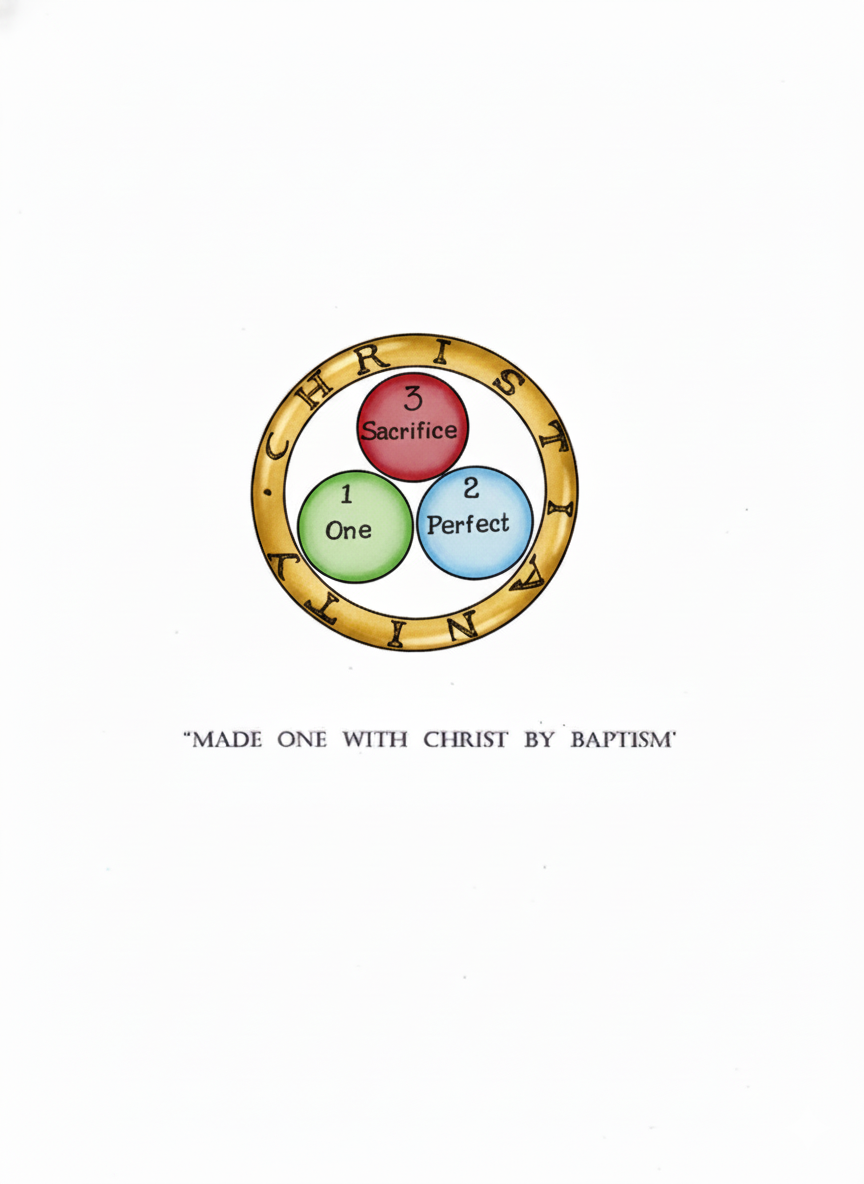 ·CHRISTIANITY
3
Sacrifice
1
One
2
Perfect
"MADE ONE WITH CHRIST BY BAPTISM"